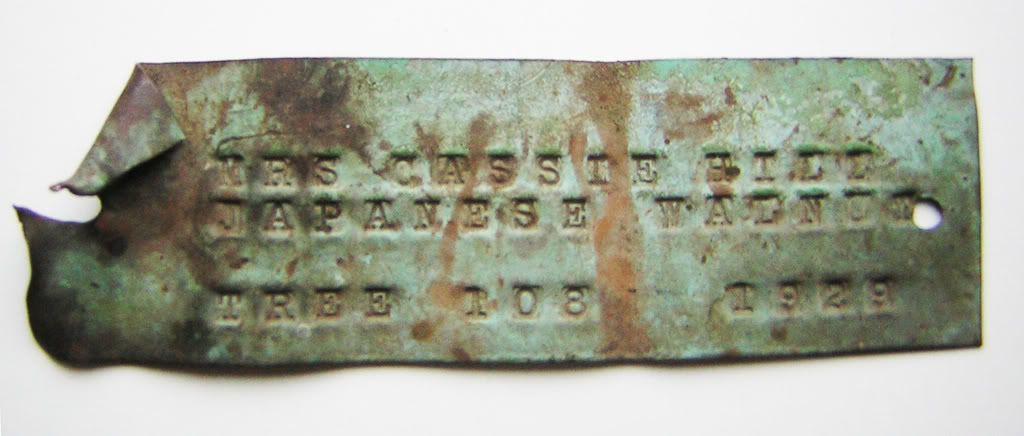 MRS CASSIE HILL
JAPANESE WALNUT
TREE 108 1929